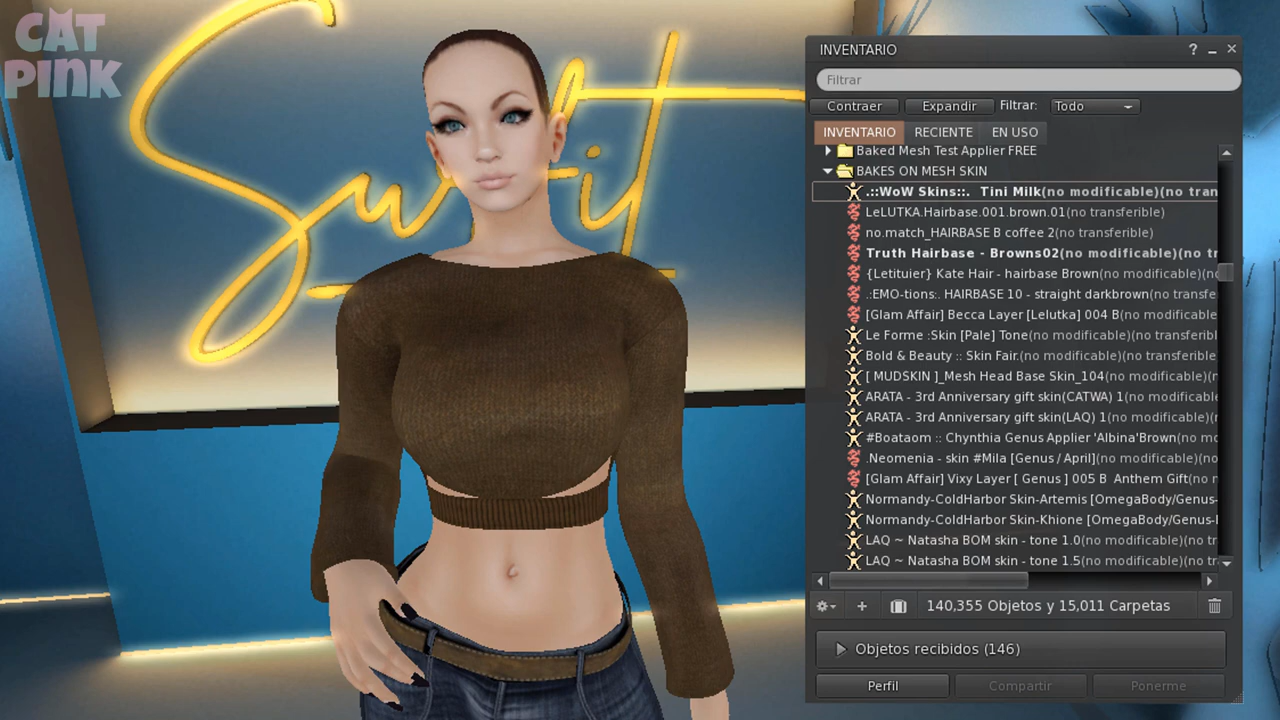 CAT
PINK
Swit
INVENTARIO
Filtrar
Contraer Expandir Filtrar: Todo
INVENTARIO RECIENTE EN USO
Baked Mesh Test Applier FREE
BAKES ON MESH SKIN
.::WoW Skins::. Tini Milk(no modificable)(no tran
LeLUTKA.Hairbase.001.brown.01(no transferible)
no.match_HAIRBASE B coffee 2(no transferible)
Truth Hairbase - Browns02(no modificable)(no tr
{Letituier} Kate Hair - hairbase Brown(no modificable)(no
.:EMO-tions:. HAIRBASE 10 - straight darkbrown(no transfe
[Glam Affair] Becca Layer [Lelutka] 004 B(no modificable)
Le Forme :Skin [Pale] Tone(no modificable)(no transferibl
Bold & Beauty :: Skin Fair.(no modificable)(no transferible
[ MUDSKIN ]_Mesh Head Base Skin_104(no modificable)(n
ARATA - 3rd Anniversary gift skin(CATWA) 1(no modificable
ARATA - 3rd Anniversary gift skin(LAQ) 1(no modificable)(n
#Boataom :: Chynthia Genus Applier 'Albina'Brown(no mo
.Neomenia - skin #Mila [Genus / April](no modificable)(no
[Glam Affair] Vixy Layer [ Genus ] 005 B Anthem Gift(no n
Normandy-ColdHarbor Skin-Artemis [OmegaBody/Genus-
Normandy-ColdHarbor Skin-Khione [OmegaBody/Genus-
LAQ ~ Natasha BOM skin - tone 1.0(no modificable)(no tr
LAQ ~ Natasha BOM skin - tone 1.5(no modificable)(no tr
140,355 Objetos y 15,011 Carpetas
Objetos recibidos (146)
Perfil Compartir Ponerme